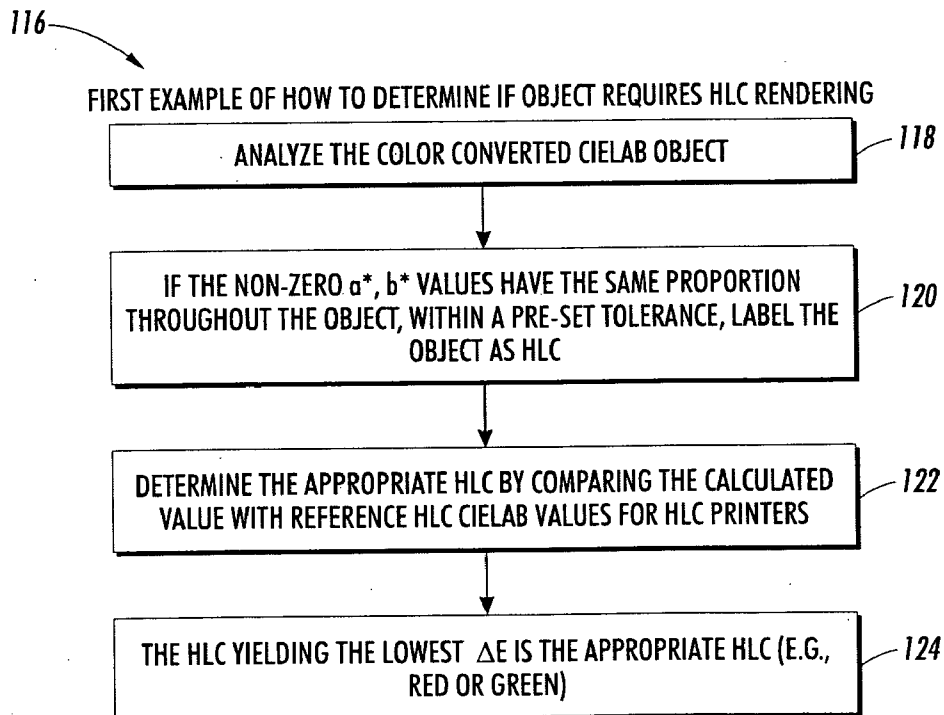 116
FIRST EXAMPLE OF HOW TO DETERMINE IF OBJECT REQUIRES HLC RENDERING
ANALYZE THE COLOR CONVERTED CIELAB OBJECT
118
IF THE NON-ZERO a*, b* VALUES HAVE THE SAME PROPORTION
THROUGHOUT THE OBJECT, WITHIN A PRE-SET TOLERANCE, LABEL THE
OBJECT AS HLC
120
DETERMINE THE APPROPRIATE HLC BY COMPARING THE CALCULATED
VALUE WITH REFERENCE HLC CIELAB VALUES FOR HLC PRINTERS
122
THE HLC YIELDING THE LOWEST ΔE IS THE APPROPRIATE HLC (E.G.,
RED OR GREEN)
124